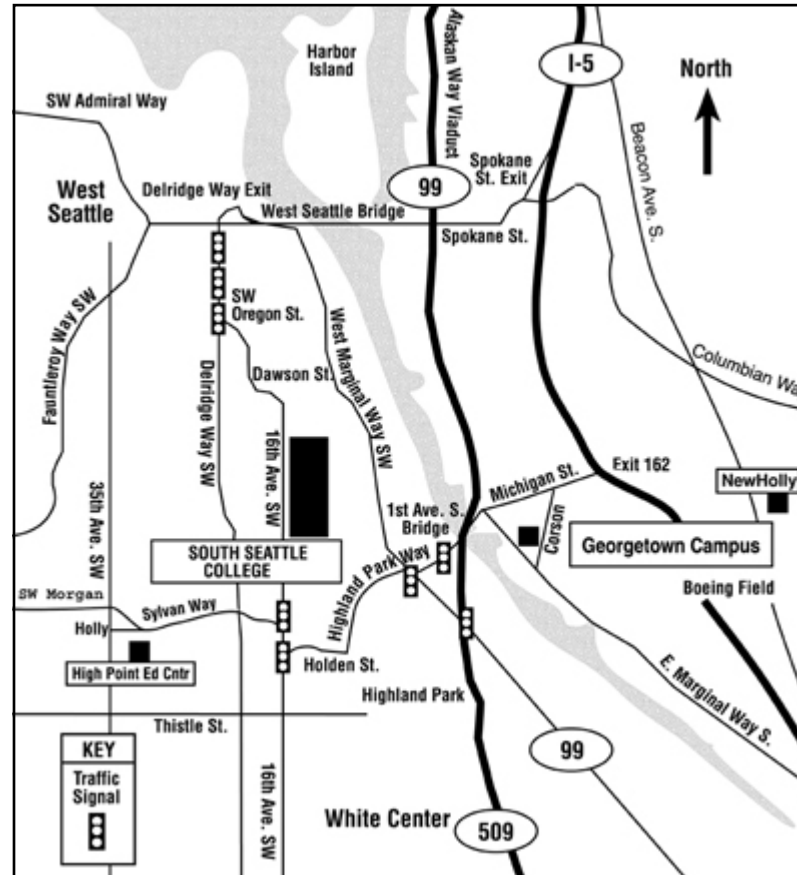 Harbor
Island
Alaskan Way Viaduct
I-5
North
SW Admiral Way
Beacon Ave. S.
West
Seattle
Delridge Way Exit
99
Spokane
St. Exit
West Seattle Bridge
Spokane St.
SW
Oregon St.
Fauntleroy Way SW
West Marginal Way SW
Columbian Wa
Delridge Way SW
Dawson St.
16th Ave. SW
35th Ave. SW
Michigan St.
Exit 162
NewHolly
1st Ave. S.
Bridge
Corson
SOUTH SEATTLE
COLLEGE
Georgetown Campus
Highland Park Way
Boeing Field
SW Morgan
Sylvan Way
Holly
High Point Ed Cntr
Holden St.
E. Marginal Way S.
Highland Park
Thistle St.
KEY
Traffic
Signal
16th Ave. SW
99
White Center
509